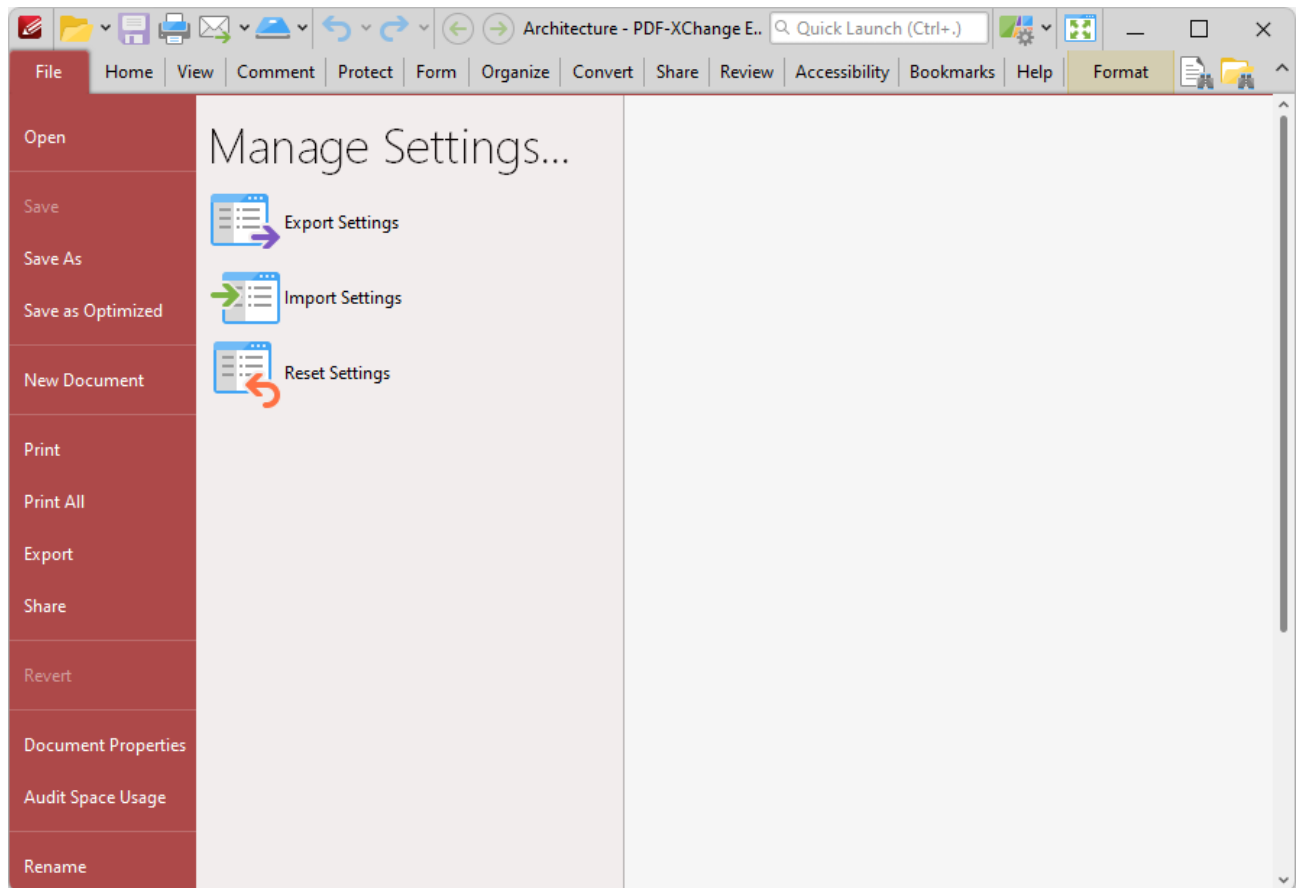 Architecture - PDF-XChange E.. Quick Launch (Ctrl+.)
File Home View Comment Protect Form Organize Convert Share Review Accessibility Bookmarks Help Format
Open
Manage Settings...
Save
Export Settings
Save As
Import Settings
Save as Optimized
Reset Settings
New Document
Print
Print All
Export
Share
Revert
Document Properties
Audit Space Usage
Rename